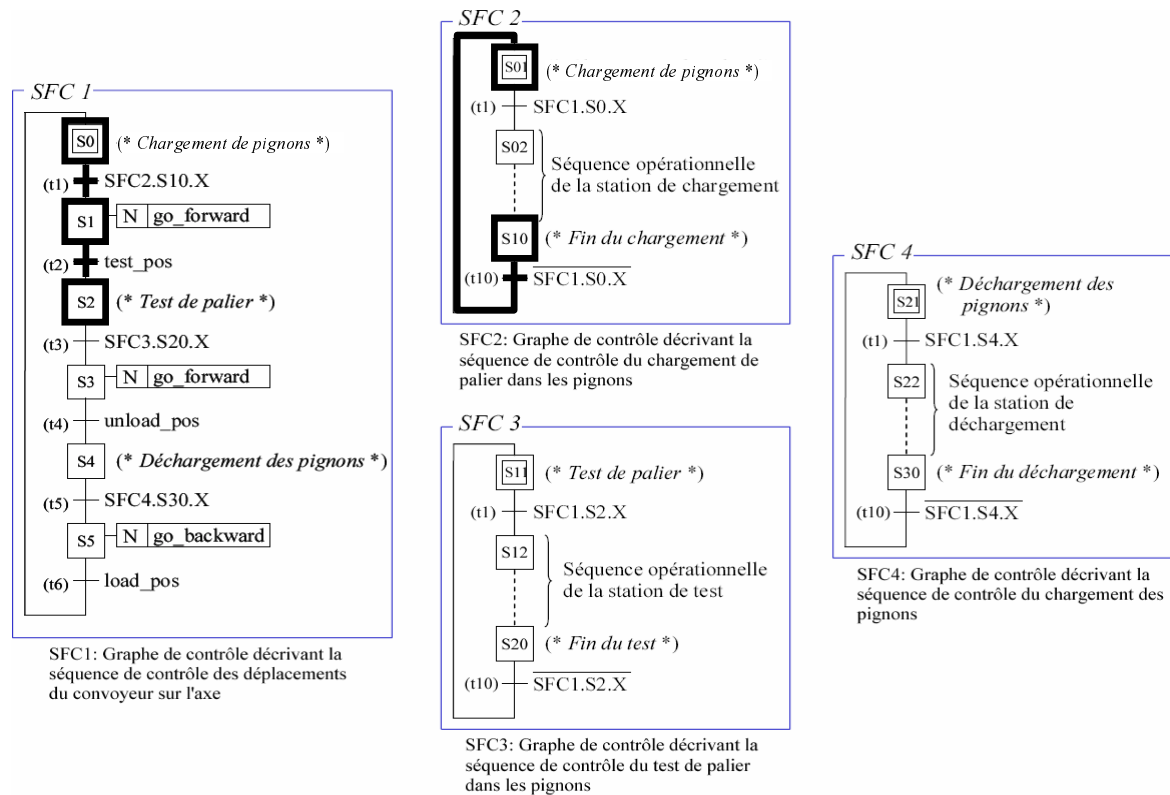 SFC 1
S0
(* Chargement de pignons *)
(t1) SFC2.S10.X
S1 N go_forward
(t2) test_pos
S2 (* Test de palier *)
(t3) SFC3.S20.X
S3 N go_forward
(t4) unload_pos
S4 (* Déchargement des pignons *)
(t5) SFC4.S30.X
S5 N go_backward
(t6) load_pos
SFC1: Graphe de contrôle décrivant la
séquence de contrôle des déplacements
du convoyeur sur l'axe
SFC 2
S01 (* Chargement de pignons *)
(t1) SFC1.S0.X
S02
Séquence opérationnelle
de la station de chargement
S10 (* Fin du chargement *)
(t10) SFC1.S0.X
SFC2: Graphe de contrôle décrivant la
séquence de contrôle du chargement de
palier dans les pignons
SFC 3
S11 (* Test de palier *)
(t1) SFC1.S2.X
S12
Séquence opérationnelle
de la station de test
S20 (* Fin du test *)
(t10) SFC1.S2.X
SFC3: Graphe de contrôle décrivant la
séquence de contrôle du test de palier
dans les pignons
SFC 4
S21 (* Déchargement des
pignons *)
(t1) SFC1.S4.X
S22
Séquence opérationnelle
de la station de
déchargement
S30 (* Fin du déchargement *)
(t10) SFC1.S4.X
SFC4: Graphe de contrôle décrivant la
séquence de contrôle du chargement des
pignons